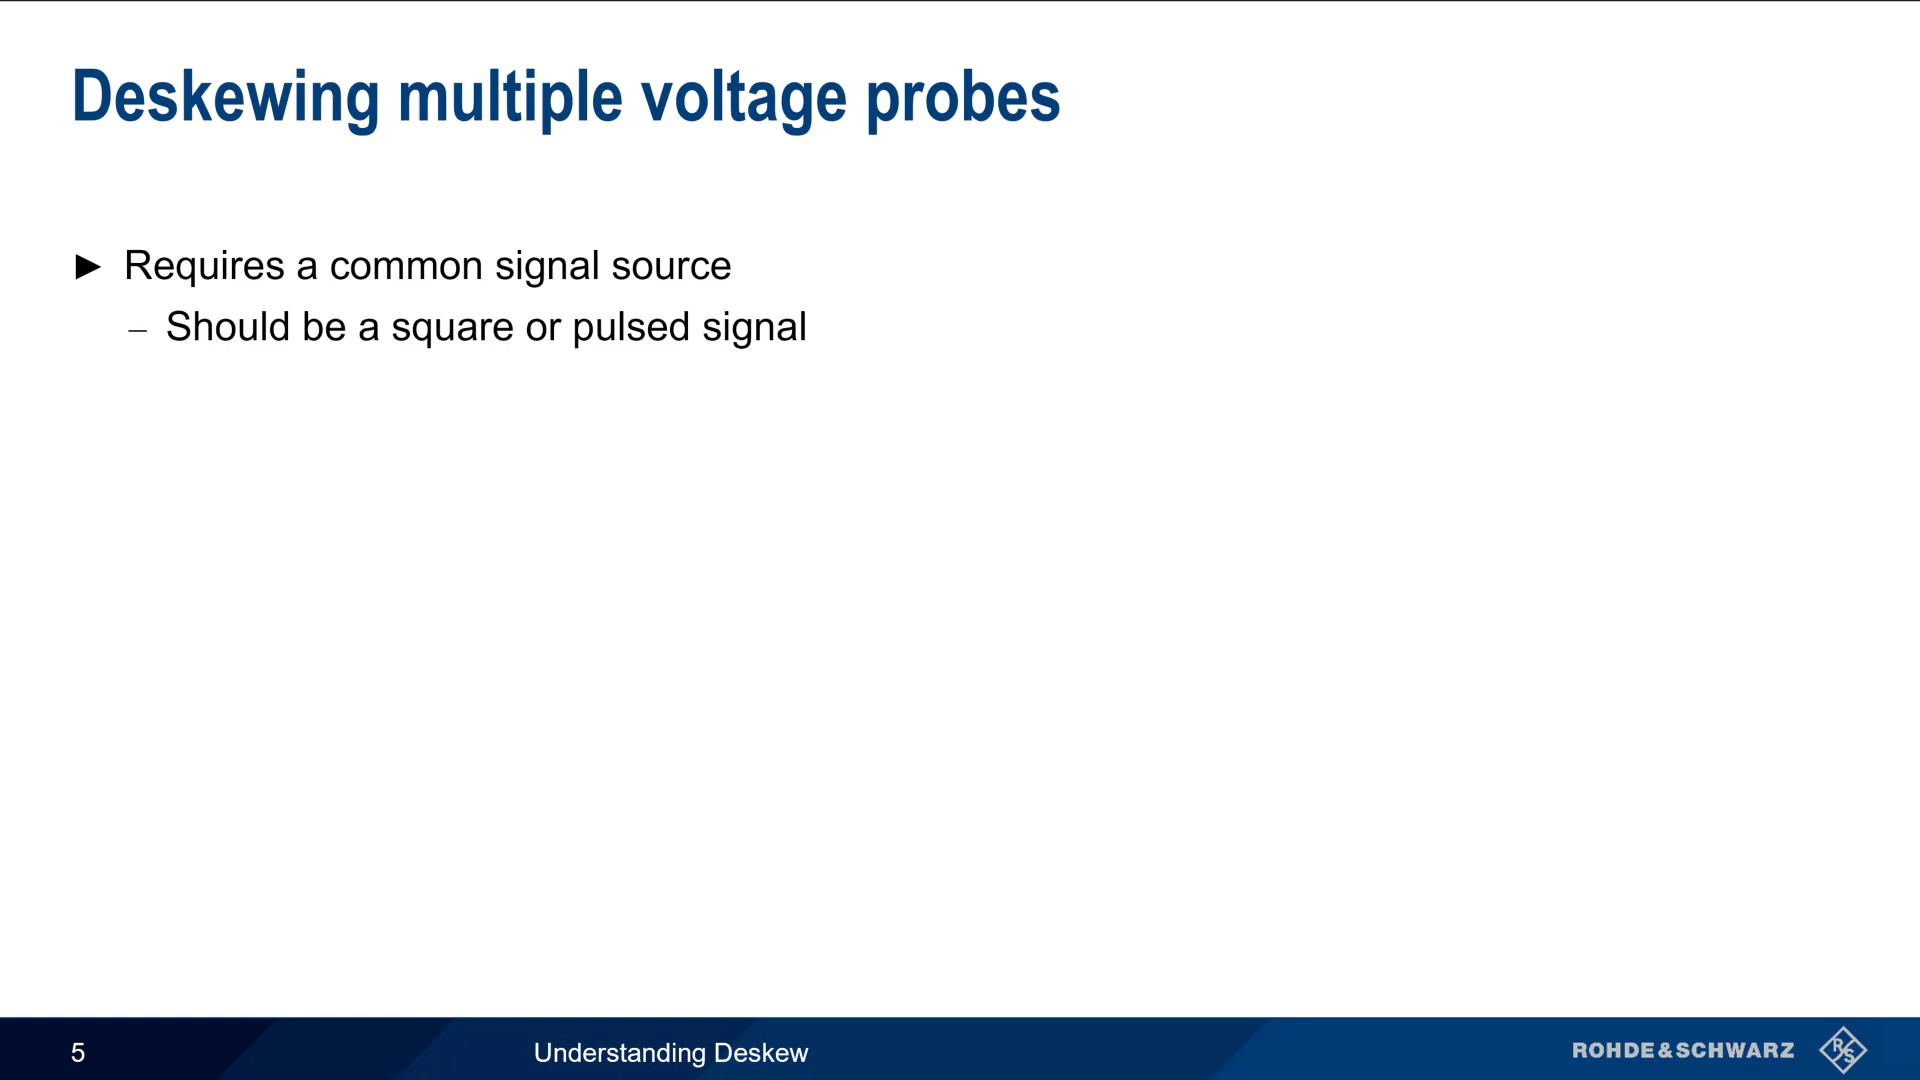 Deskewing multiple voltage probes
► Requires a common signal source
– Should be a square or pulsed signal
5
Understanding Deskew
ROHDE&SCHWARZ
RS